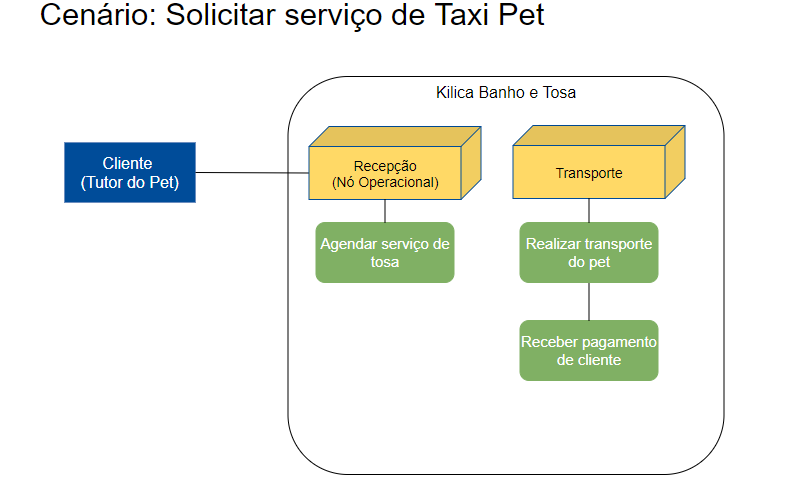 Cenário: Solicitar serviço de Taxi Pet
Kilica Banho e Tosa
Cliente
(Tutor do Pet)
Recepção
(Nó Operacional)
Transporte
Agendar serviço de
tosa
Realizar transporte
do pet
Receber pagamento
de cliente